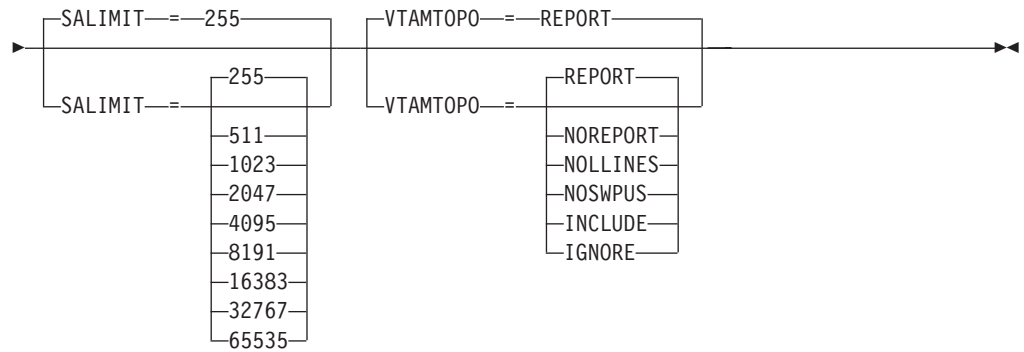 SALIMIT = 255
VTAMTOPO = REPORT
SALIMIT =
255
511
1023
2047
4095
8191
16383
32767
65535
VTAMTOPO =
REPORT
NOREPORT
NOLLINES
NOSWPUS
INCLUDE
IGNORE